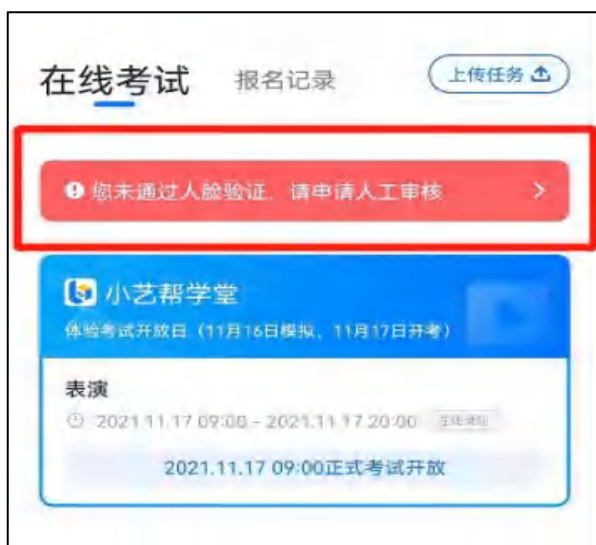 在线考试
报名记录
上传任务
您未通过人脸验证，请申请人工审核
小艺帮学堂
体验考试开放日（11月16日模拟、11月17日开考）
表演
2021.11.17 09:00 - 2021.11.17 20:00
2021.11.17 09:00正式考试开放